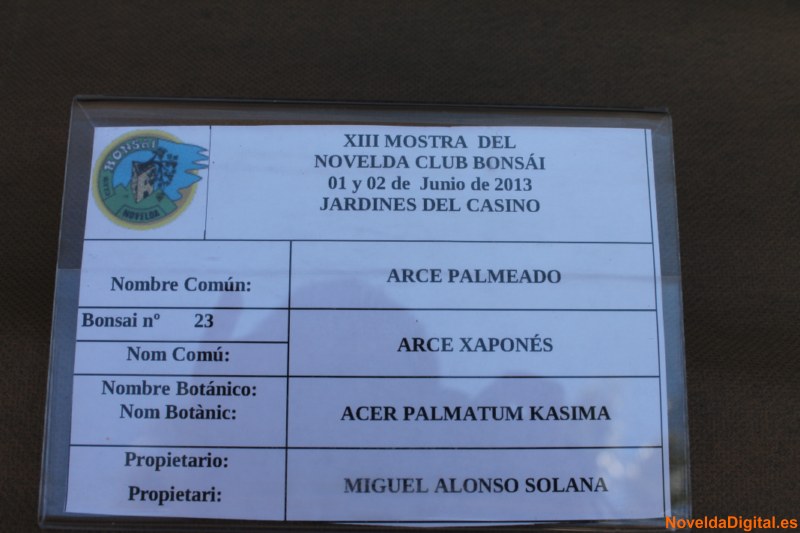 BONSAI
NOVELDA
XIII MOSTRA DEL
NOVELDA CLUB BONSÁI
01 y 02 de Junio de 2013
JARDINES DEL CASINO
Nombre Común:
ARCE PALMEADO
Bonsai nº 23
Nom Comú:
ARCE XAPONÉS
Nombre Botánico:
Nom Botànic:
ACER PALMATUM KASIMA
Propietario:
Propietari:
MIGUEL ALONSO SOLANA
NoveldaDigital.es